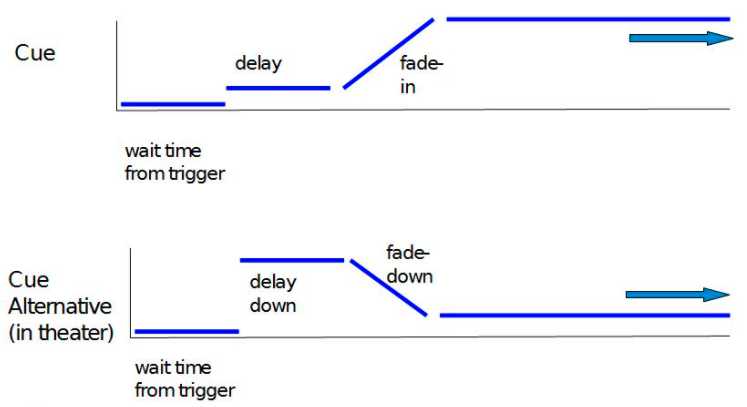 Cue
delay
fade-
in
wait time
from trigger
Cue
Alternative
(in theater)
delay
down
fade-
down
wait time
from trigger